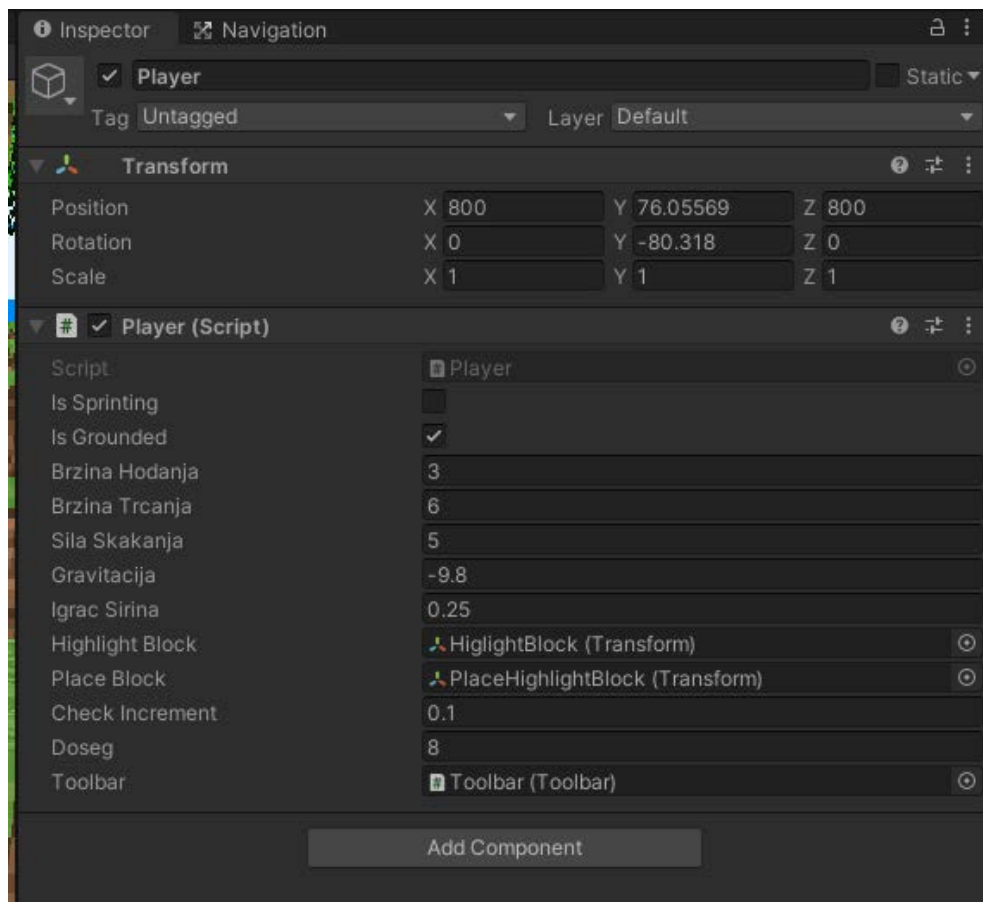 Inspector Navigation
Player Static
Tag Untagged Layer Default
Transform
Position X 800 Y 76.05569 Z 800
Rotation X 0 Y -80.318 Z 0
Scale X 1 Y 1 Z 1
# Player (Script)
Script # Player
Is Sprinting
Is Grounded
Brzina Hodanja 3
Brzina Trcanja 6
Sila Skakanja 5
Gravitacija -9.8
Igrac Sirina 0.25
Highlight Block HiglightBlock (Transform)
Place Block PlaceHighlightBlock (Transform)
Check Increment 0.1
Doseg 8
Toolbar # Toolbar (Toolbar)
Add Component